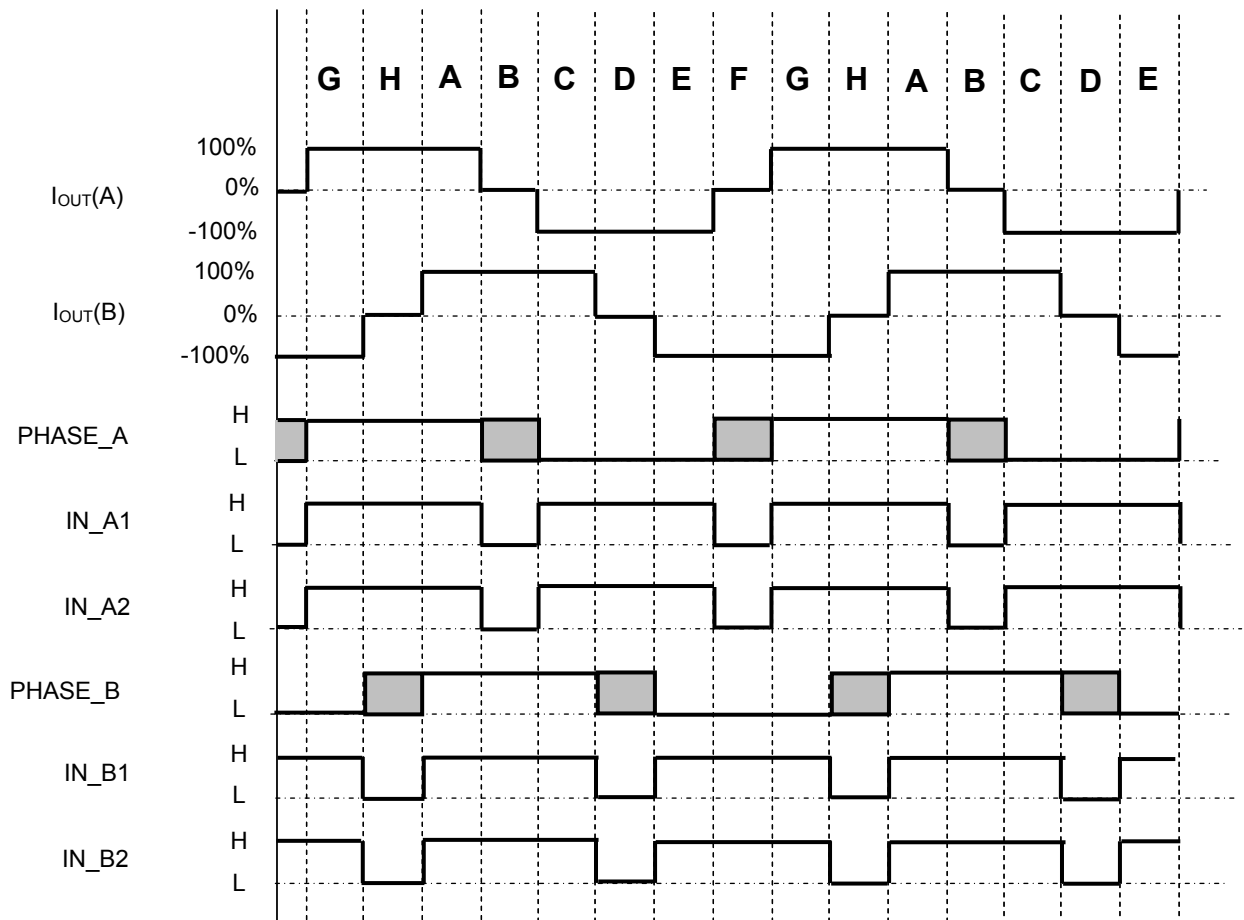 G H A B C D E F G H A B C D E
100%
IOUT(A) 0%
-100%
100%
IOUT(B) 0%
-100%
H
PHASE_A
L
H
IN_A1
L
H
IN_A2
L
H
PHASE_B
L
H
IN_B1
L
H
IN_B2
L